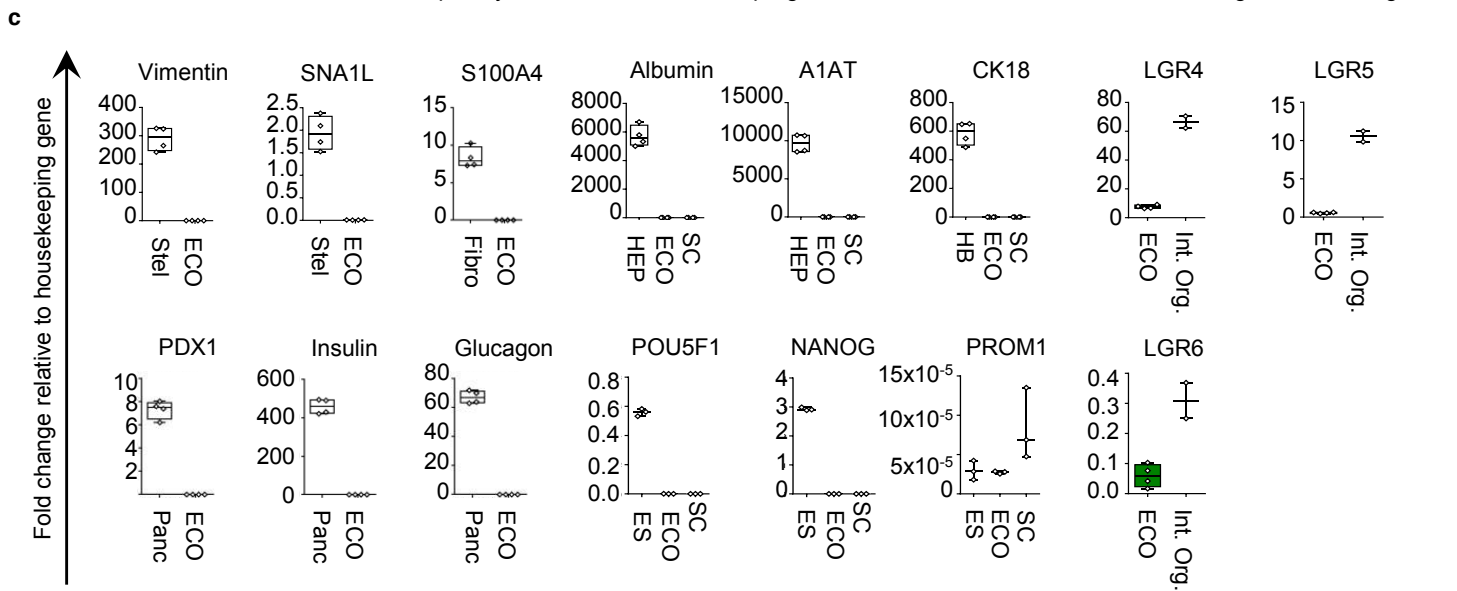 c
Fold change relative to housekeeping gene
Vimentin
400
300
200
100
0
Stel
ECO
SNA1L
2.5
2.0
1.5
1.0
0.5
0.0
Stel
ECO
S100A4
15
10
5
0
Fibro
ECO
Albumin
8000
6000
4000
2000
0
HEP
ECO
SC
A1AT
15000
10000
5000
0
HEP
ECO
SC
CK18
800
600
400
200
0
HB
ECO
SC
LGR4
80
60
40
20
0
ECO
Int. Org.
LGR5
15
10
5
0
ECO
Int. Org.
PDX1
10
8
6
4
2
Panc
ECO
Insulin
600
400
200
0
Panc
ECO
Glucagon
80
60
40
20
0
Panc
ECO
POU5F1
0.8
0.6
0.4
0.2
0.0
ES
ECO
SC
NANOG
4
3
2
1
0
ES
ECO
SC
PROM1
15x10-5
10x10-5
5x10-5
0
ES
ECO
SC
LGR6
0.4
0.3
0.2
0.1
0.0
ECO
Int. Org.